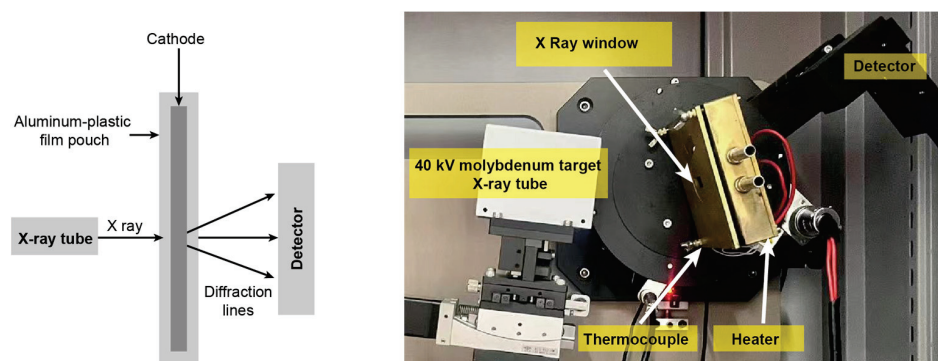 Cathode
Aluminum-plastic
film pouch
X-ray tube
X ray
Detector
Diffraction
lines
X Ray window
Detector
40 kV molybdenum target
X-ray tube
Thermocouple
Heater